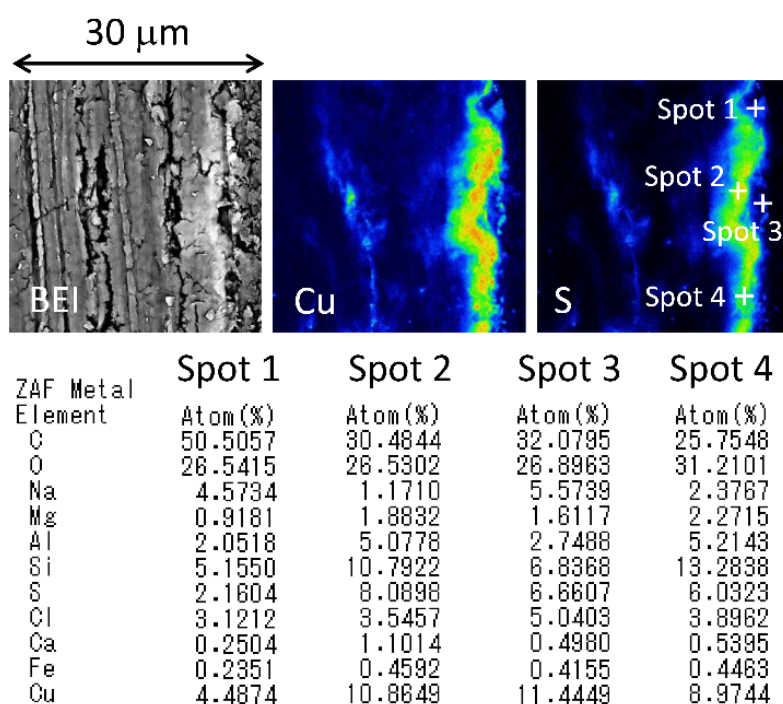 30 μm
BEI
Cu
S
Spot 1
Spot 2
Spot 3
Spot 4
Spot 1 Spot 2 Spot 3 Spot 4
ZAF Metal
Element Atom(%) Atom(%) Atom(%) Atom(%)
C 50.5057 30.4844 32.0795 25.7548
O 26.5415 26.5302 26.8963 31.2101
Na 4.5734 1.1710 5.5739 2.3767
Mg 0.9181 1.8832 1.6117 2.2715
Al 2.0518 5.0778 2.7488 5.2143
Si 5.1550 10.7922 6.8368 13.2838
S 2.1604 8.0898 6.6607 6.0323
Cl 3.1212 3.5457 5.0403 3.8962
Ca 0.2504 1.1014 0.4980 0.5395
Fe 0.2351 0.4592 0.4155 0.4463
Cu 4.4874 10.8649 11.4449 8.9744